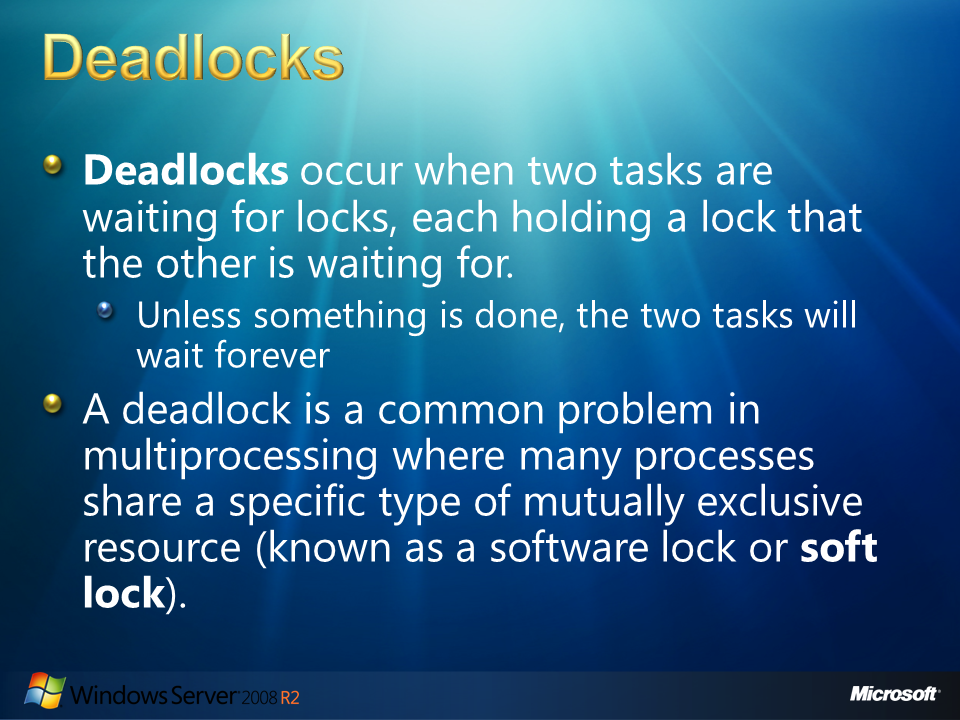 Deadlocks
Deadlocks occur when two tasks are
waiting for locks, each holding a lock that
the other is waiting for.
Unless something is done, the two tasks will
wait forever
A deadlock is a common problem in
multiprocessing where many processes
share a specific type of mutually exclusive
resource (known as a software lock or soft
lock).
Windows Server 2008 R2
Microsoft